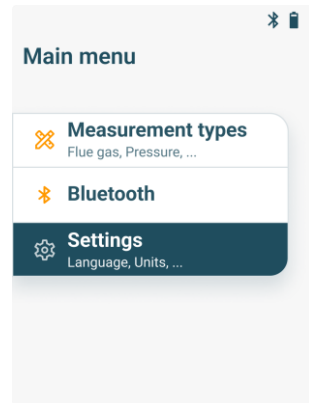 Main menu
Measurement types
Flue gas, Pressure, ...
Bluetooth
Settings
Language, Units, ...